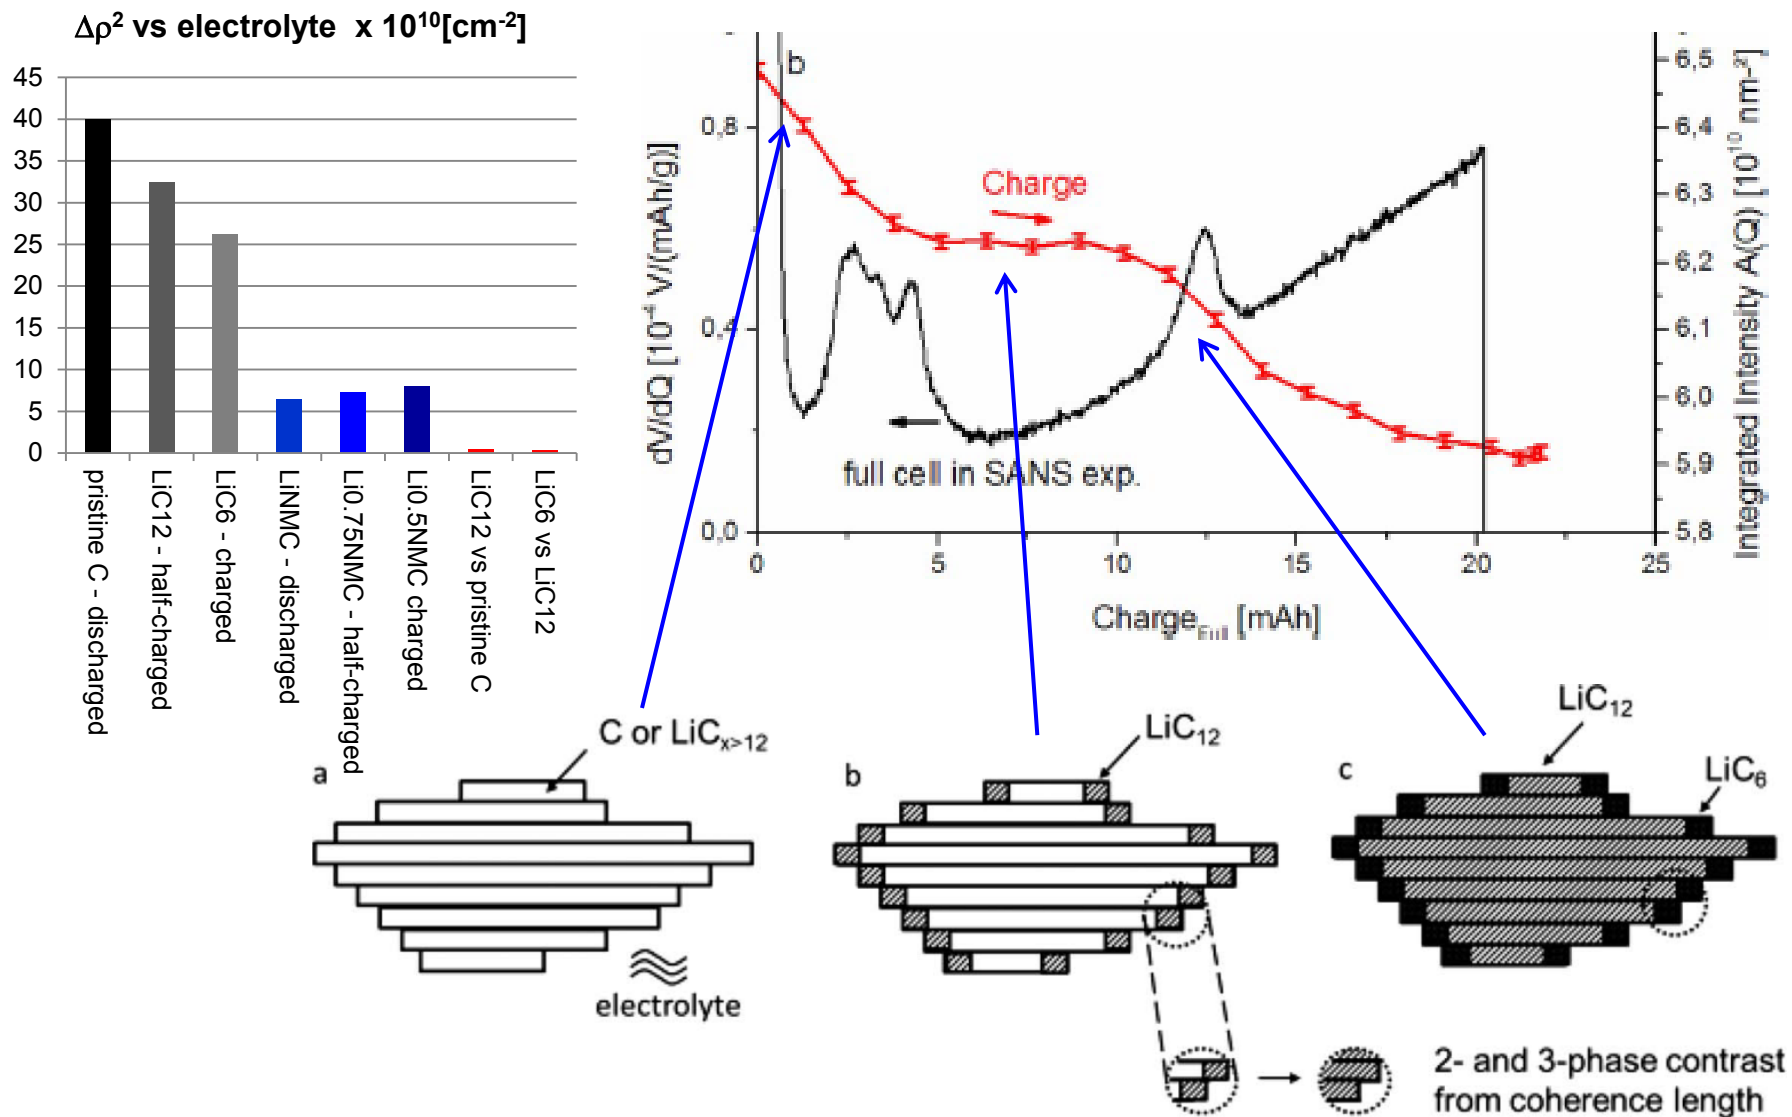 Δρ² vs electrolyte x 10¹⁰[cm⁻²]
45
40
35
30
25
20
15
10
5
0
pristine C - discharged
LiC12 - half-charged
LiC6 - charged
LiNMC - discharged
Li0.75NMC - half-charged
Li0.5NMC charged
LiC12 vs pristine C
LiC6 vs LiC12
b
dV/dQ [10⁻⁴ V/(mAh/g)]
0,8
0,4
0,0
Charge
full cell in SANS exp.
0
5
10
15
20
25
Charge_Full [mAh]
6,5
6,4
6,3
6,2
6,1
6,0
5,9
5,8
Integrated Intensity A(Q) [10¹⁰ nm⁻²]
a
C or LiCₓ>₁₂
electrolyte
b
LiC₁₂
c
LiC₁₂
LiC₆
2- and 3-phase contrast
from coherence length